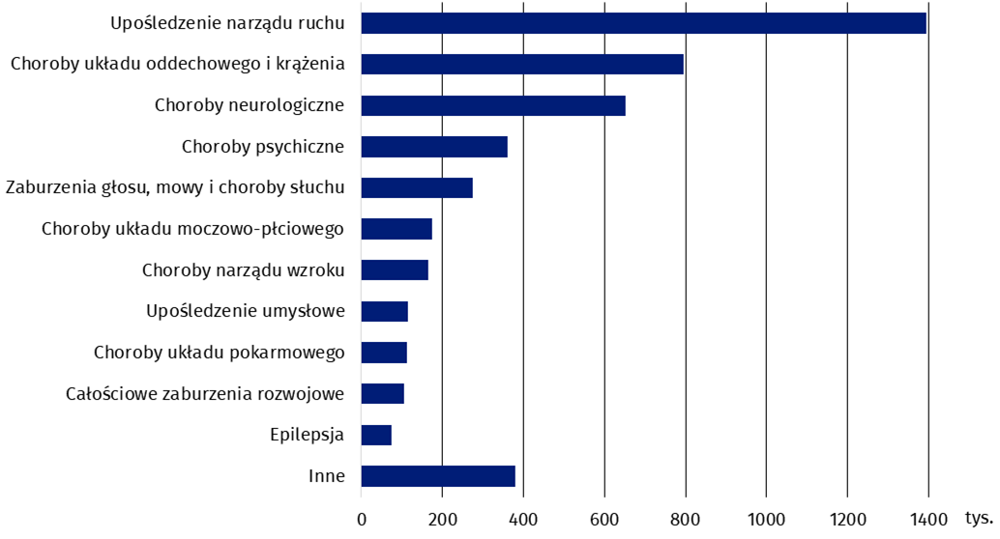 Upośledzenie narządu ruchu
Choroby układu oddechowego i krążenia
Choroby neurologiczne
Choroby psychiczne
Zaburzenia głosu, mowy i choroby słuchu
Choroby układu moczowo-płciowego
Choroby narządu wzroku
Upośledzenie umysłowe
Choroby układu pokarmowego
Całościowe zaburzenia rozwojowe
Epilepsja
Inne
0 200 400 600 800 1000 1200 1400 tys.